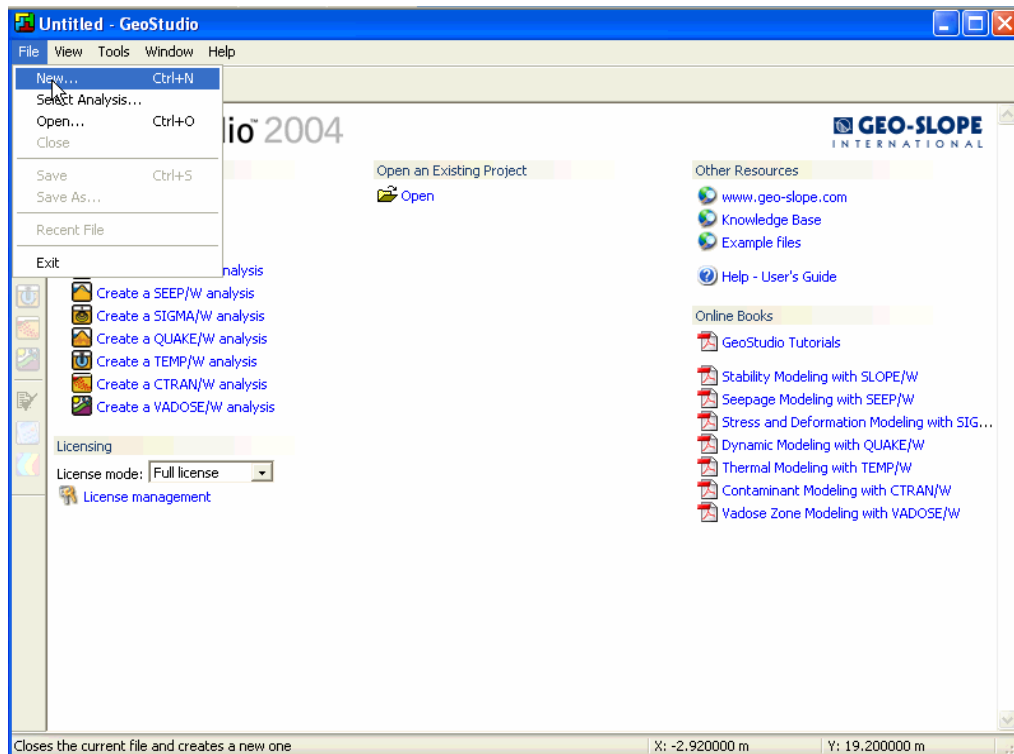 Untitled - GeoStudio
File View Tools Window Help
New... Ctrl+N
Select Analysis...
Open... Ctrl+O
Close
Save Ctrl+S
Save As...
Recent File
Exit
io™ 2004
GEO-SLOPE
INTERNATIONAL
Open an Existing Project
Open
nalysis
Create a SEEP/W analysis
Create a SIGMA/W analysis
Create a QUAKE/W analysis
Create a TEMP/W analysis
Create a CTRAN/W analysis
Create a VADOSE/W analysis
Licensing
License mode: Full license
License management
Other Resources
www.geo-slope.com
Knowledge Base
Example files
Help - User's Guide
Online Books
GeoStudio Tutorials
Stability Modeling with SLOPE/W
Seepage Modeling with SEEP/W
Stress and Deformation Modeling with SIG...
Dynamic Modeling with QUAKE/W
Thermal Modeling with TEMP/W
Contaminant Modeling with CTRAN/W
Vadose Zone Modeling with VADOSE/W
Closes the current file and creates a new one X: -2.920000 m Y: 19.200000 m